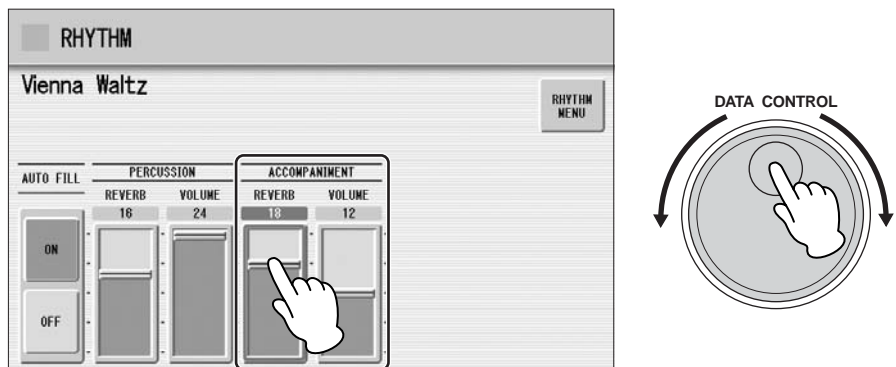 RHYTHM
Vienna Waltz
RHYTHM
MENU
AUTO FILL
PERCUSSION
ACCOMPANIMENT
REVERB
VOLUME
REVERB
VOLUME
16
24
18
12
ON
OFF
DATA CONTROL